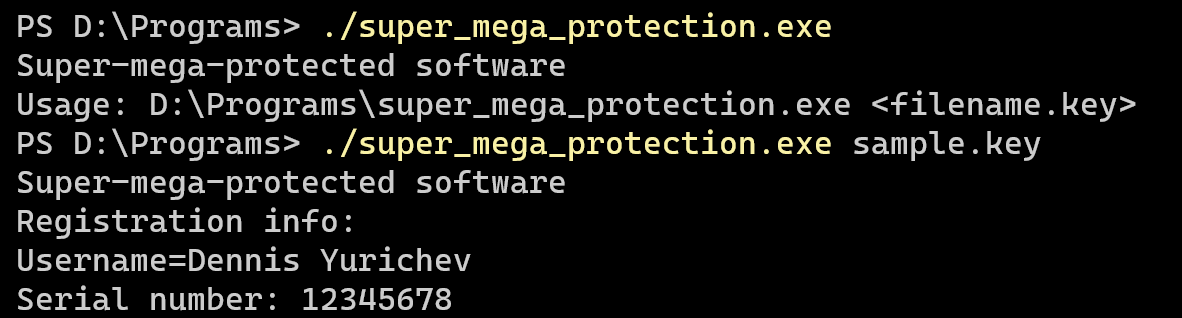 PS D:\Programs> ./super_mega_protection.exe
Super-mega-protected software
Usage: D:\Programs\super_mega_protection.exe <filename.key>
PS D:\Programs> ./super_mega_protection.exe sample.key
Super-mega-protected software
Registration info:
Username=Dennis Yurichev
Serial number: 12345678